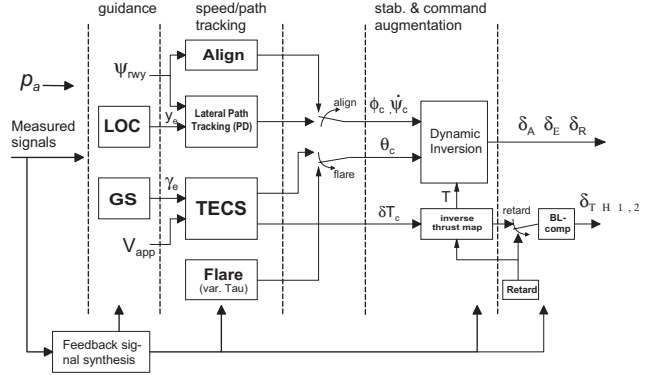 guidance
speed/path
tracking
stab. & command
augmentation
p_a
Measured
signals
ψ_rwy
Align
LOC
y_e
Lateral Path
Tracking (PD)
align
ϕ_c , ψ̇_c
θ_c
Dynamic
Inversion
δ_A δ_E δ_R
GS
γ_e
TECS
flare
V_app
δT_c
T
inverse
thrust map
retard
BL-
comp
δ_T H 1 , 2
Flare
(var. Tau)
Retard
Feedback sig-
nal synthesis